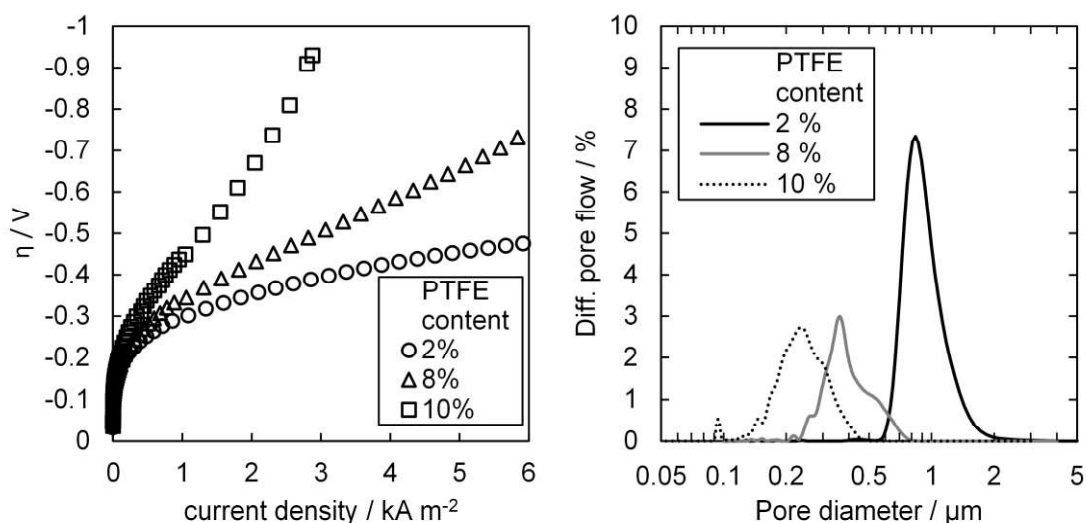 -1
-0.9
-0.8
-0.7
-0.6
-0.5
-0.4
-0.3
-0.2
-0.1
0
η / V
0 1 2 3 4 5 6
current density / kA m⁻²
PTFE
content
2%
8%
10%
10
9
8
7
6
5
4
3
2
1
0
Diff. pore flow / %
PTFE
content
2 %
8 %
10 %
0.05 0.1 0.2 0.5 1 2 5
Pore diameter / µm